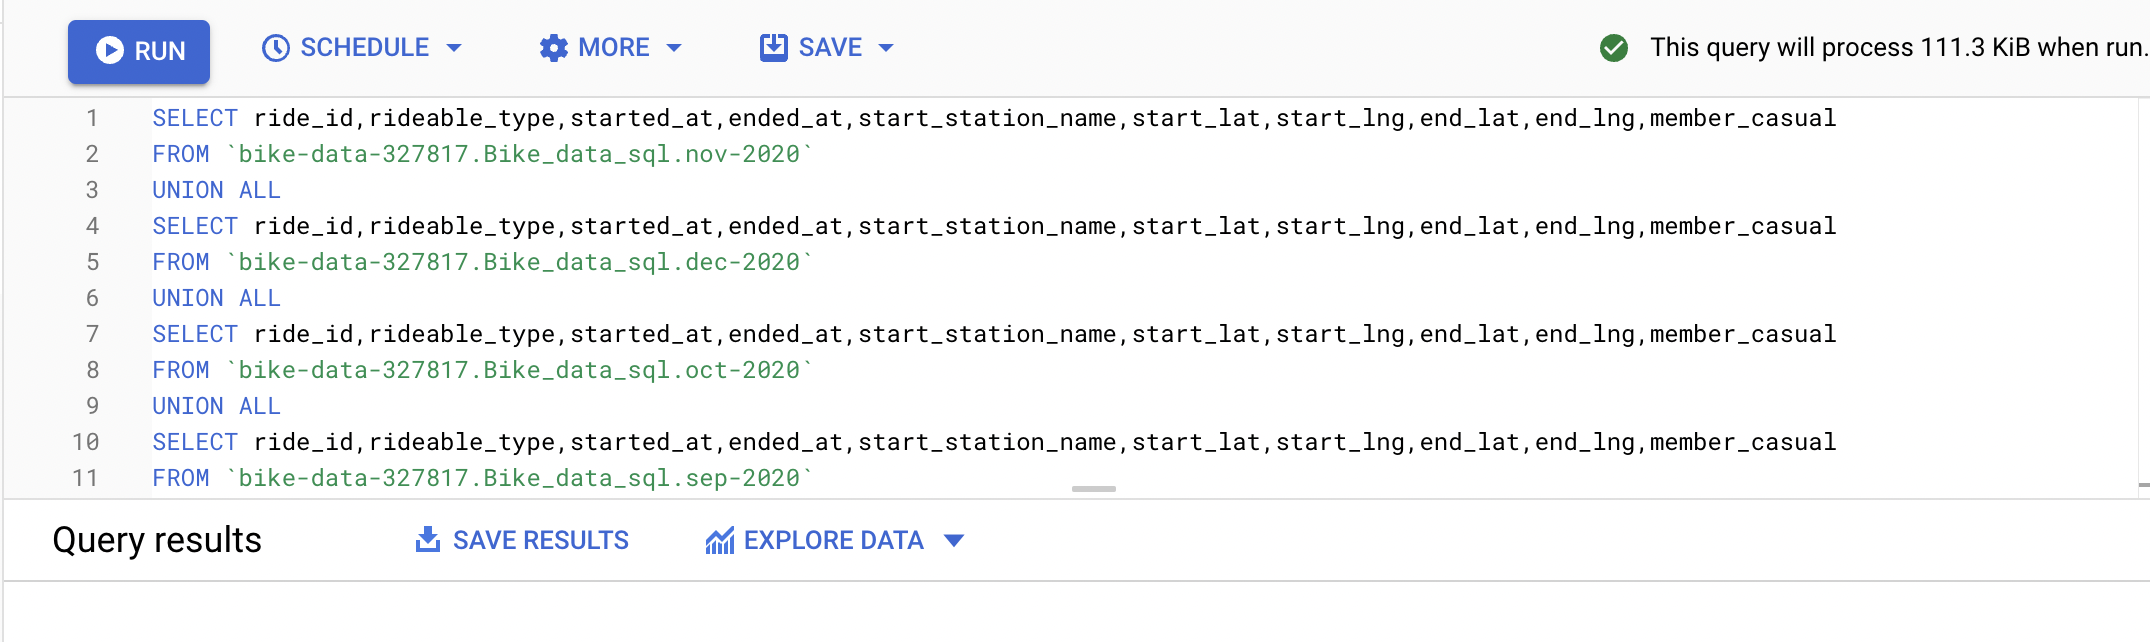 RUN SCHEDULE MORE SAVE This query will process 111.3 KiB when run.
1 SELECT ride_id,rideable_type,started_at,ended_at,start_station_name,start_lat,start_lng,end_lat,end_lng,member_casual
2 FROM `bike-data-327817.Bike_data_sql.nov-2020`
3 UNION ALL
4 SELECT ride_id,rideable_type,started_at,ended_at,start_station_name,start_lat,start_lng,end_lat,end_lng,member_casual
5 FROM `bike-data-327817.Bike_data_sql.dec-2020`
6 UNION ALL
7 SELECT ride_id,rideable_type,started_at,ended_at,start_station_name,start_lat,start_lng,end_lat,end_lng,member_casual
8 FROM `bike-data-327817.Bike_data_sql.oct-2020`
9 UNION ALL
10 SELECT ride_id,rideable_type,started_at,ended_at,start_station_name,start_lat,start_lng,end_lat,end_lng,member_casual
11 FROM `bike-data-327817.Bike_data_sql.sep-2020`
Query results SAVE RESULTS EXPLORE DATA